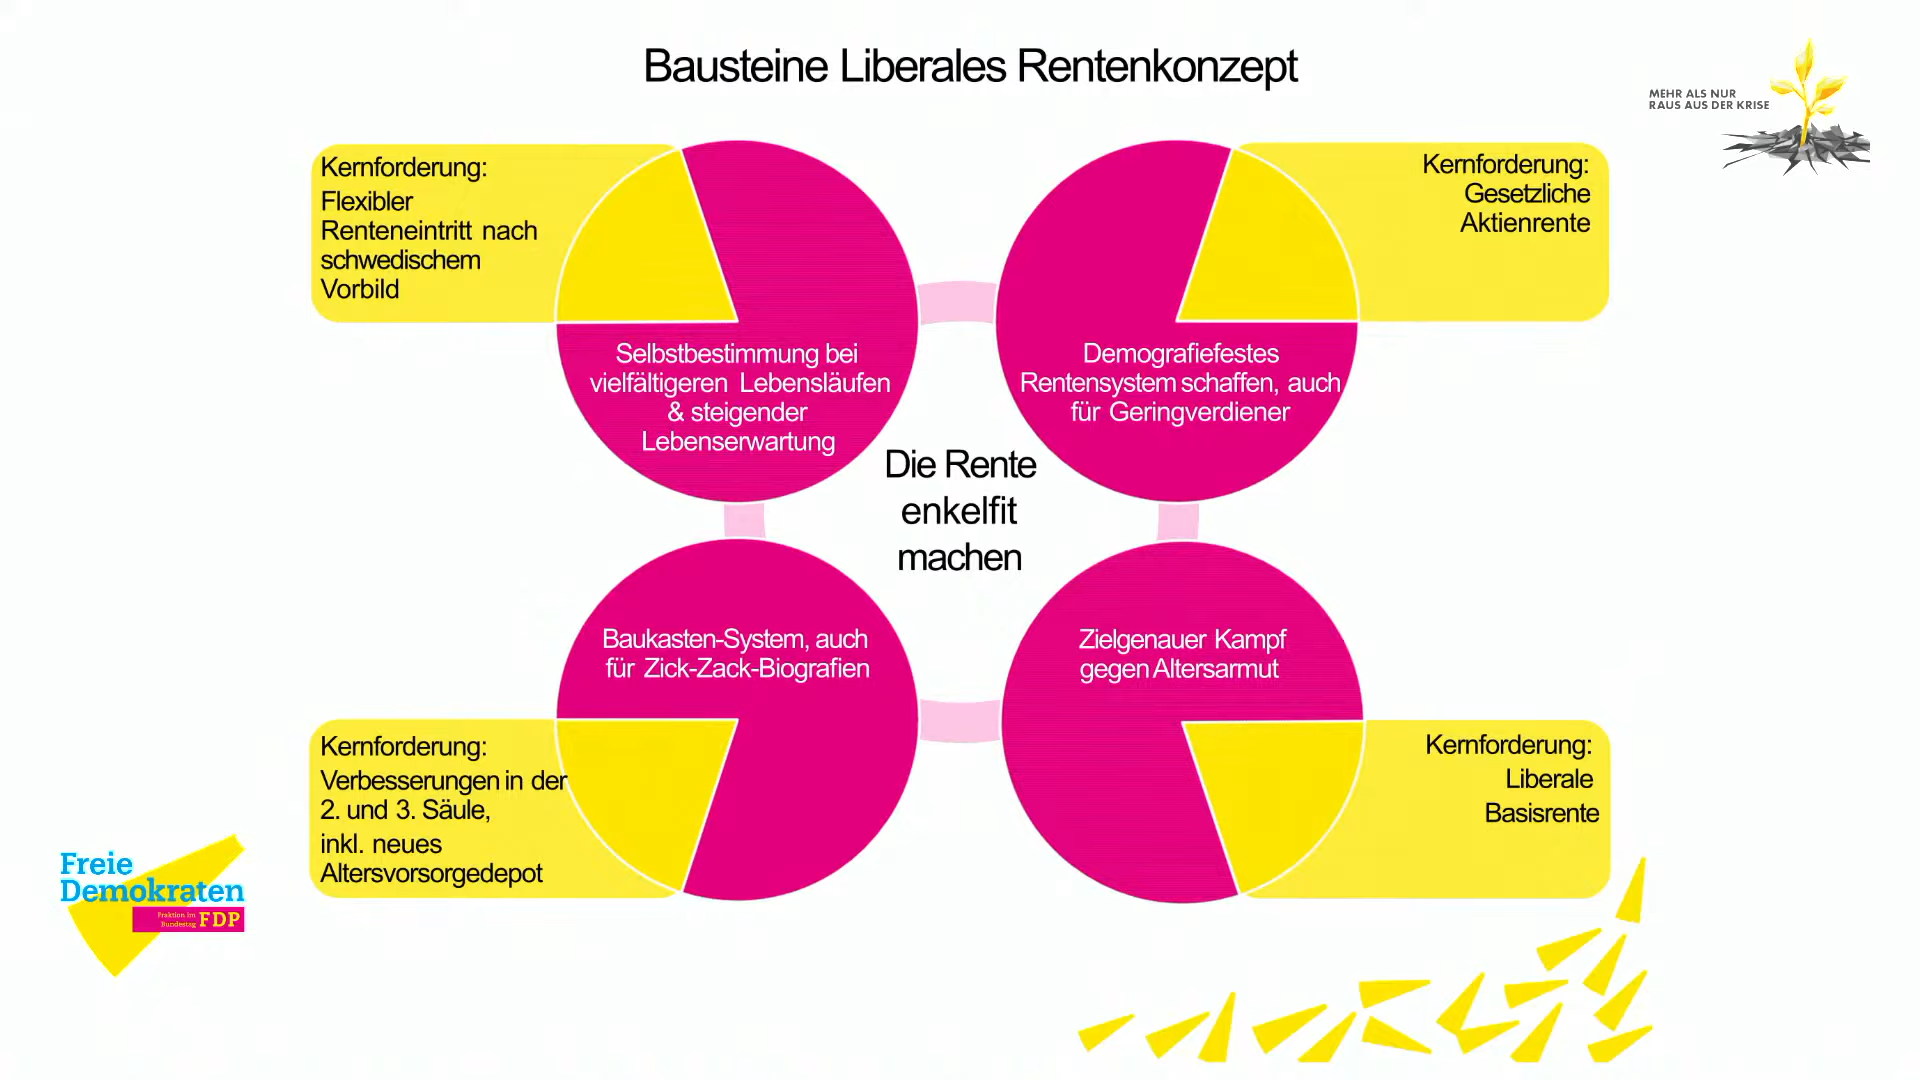 Bausteine Liberales Rentenkonzept
MEHR ALS NUR
RAUS AUS DER KRISE
Kernforderung:
Flexibler
Renteneintritt nach
schwedischem
Vorbild
Selbstbestimmung bei
vielfältigeren Lebensläufen
& steigender
Lebenserwartung
Kernforderung:
Gesetzliche
Aktienrente
Demografiefestes
Rentensystem schaffen, auch
für Geringverdiener
Die Rente
enkelfit
machen
Baukasten-System, auch
für Zick-Zack-Biografien
Kernforderung:
Verbesserungen in der
2. und 3. Säule,
inkl. neues
Altersvorsorgedepot
Zielgenauer Kampf
gegen Altersarmut
Kernforderung:
Liberale
Basisrente
Freie
Demokraten
Fraktion im
Bundestag FDP